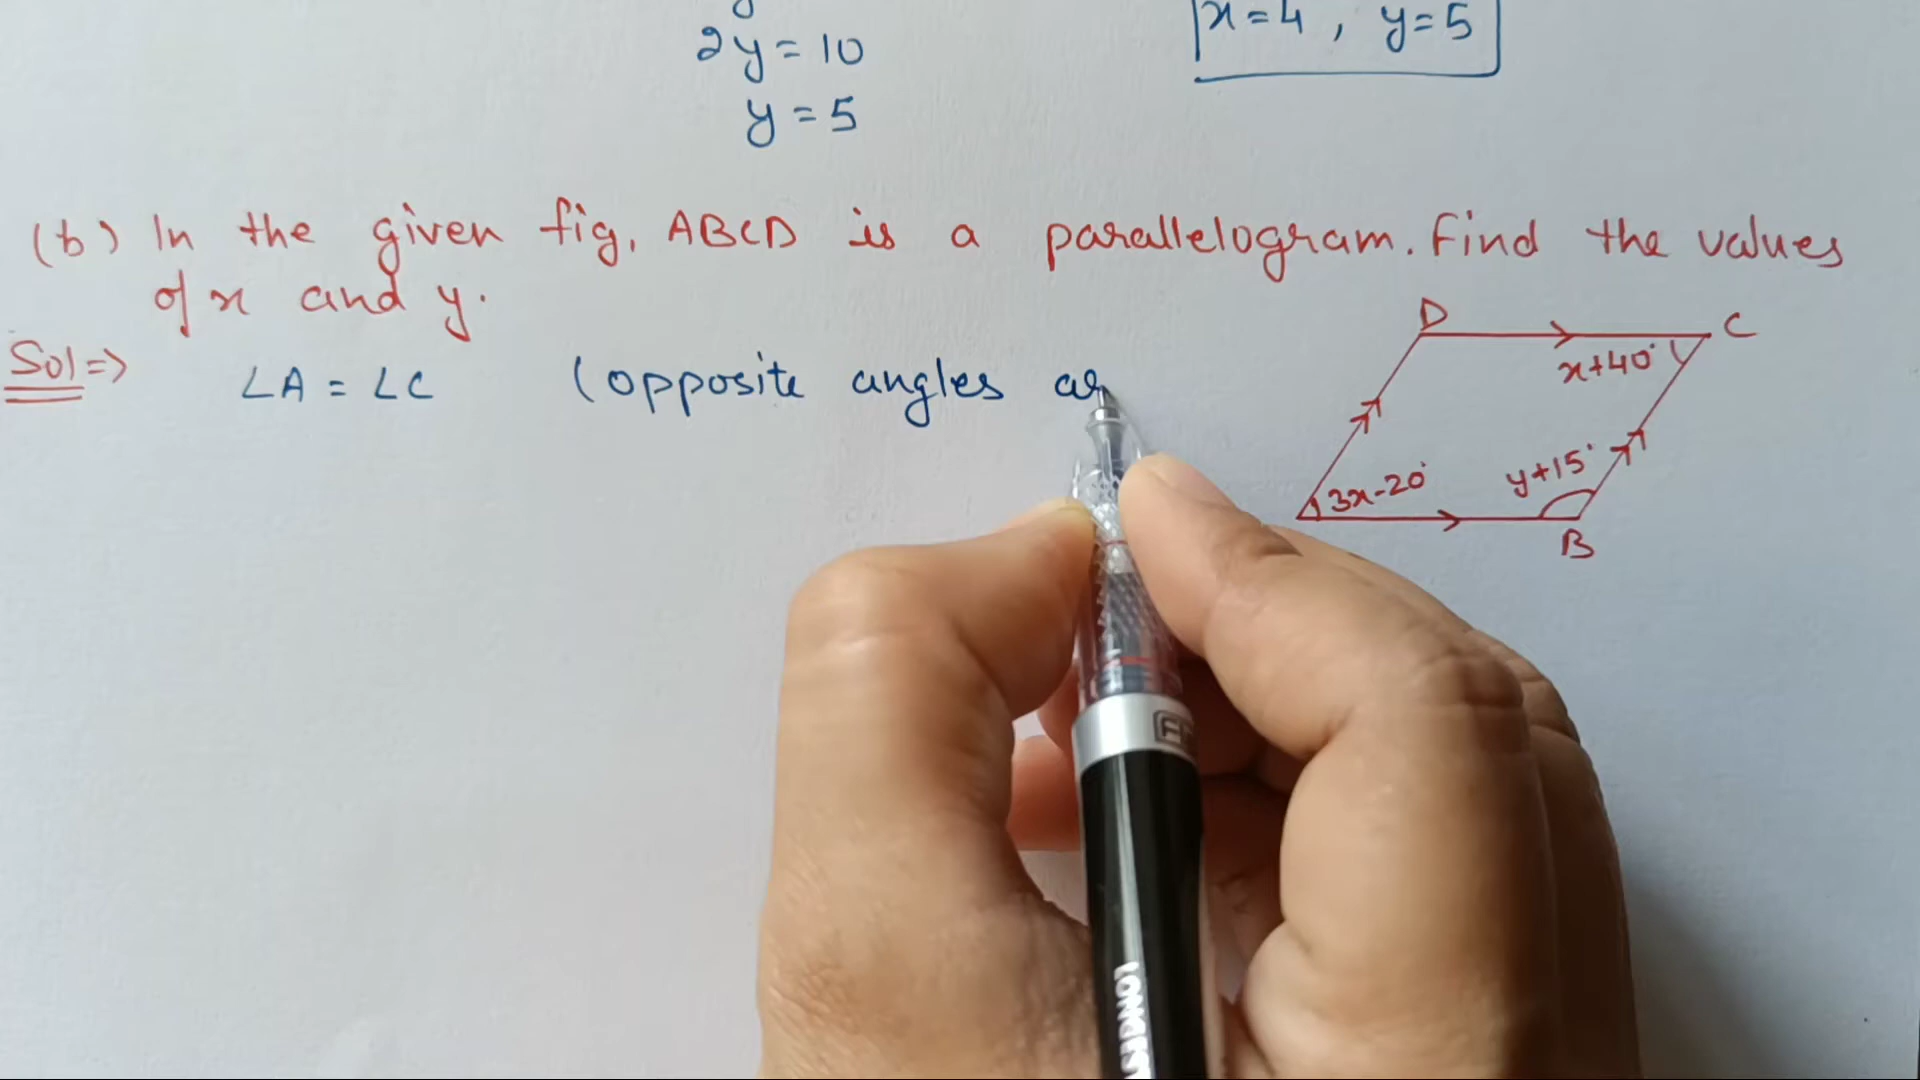 2y = 10
x = 4 , y = 5
y = 5
(b) In the given fig, ABCD is a parallelogram. Find the values
of x and y.
Sol =>
∠A = ∠C (opposite angles
D
C
x+40°
3x-20°
y+15°
B